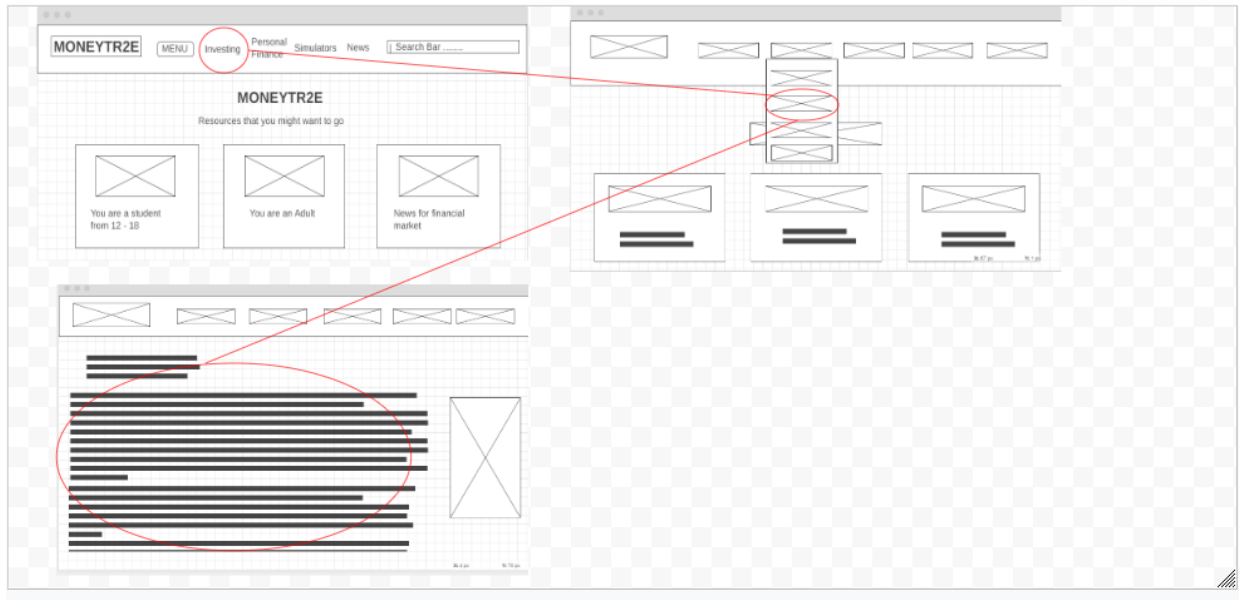 MONEYTR2E
MENU
Investing
Personal
Finance
Simulators
News
Search Bar ........
MONEYTR2E
Resources that you might want to go
You are a student
from 12 - 18
You are an Adult
News for financial
market